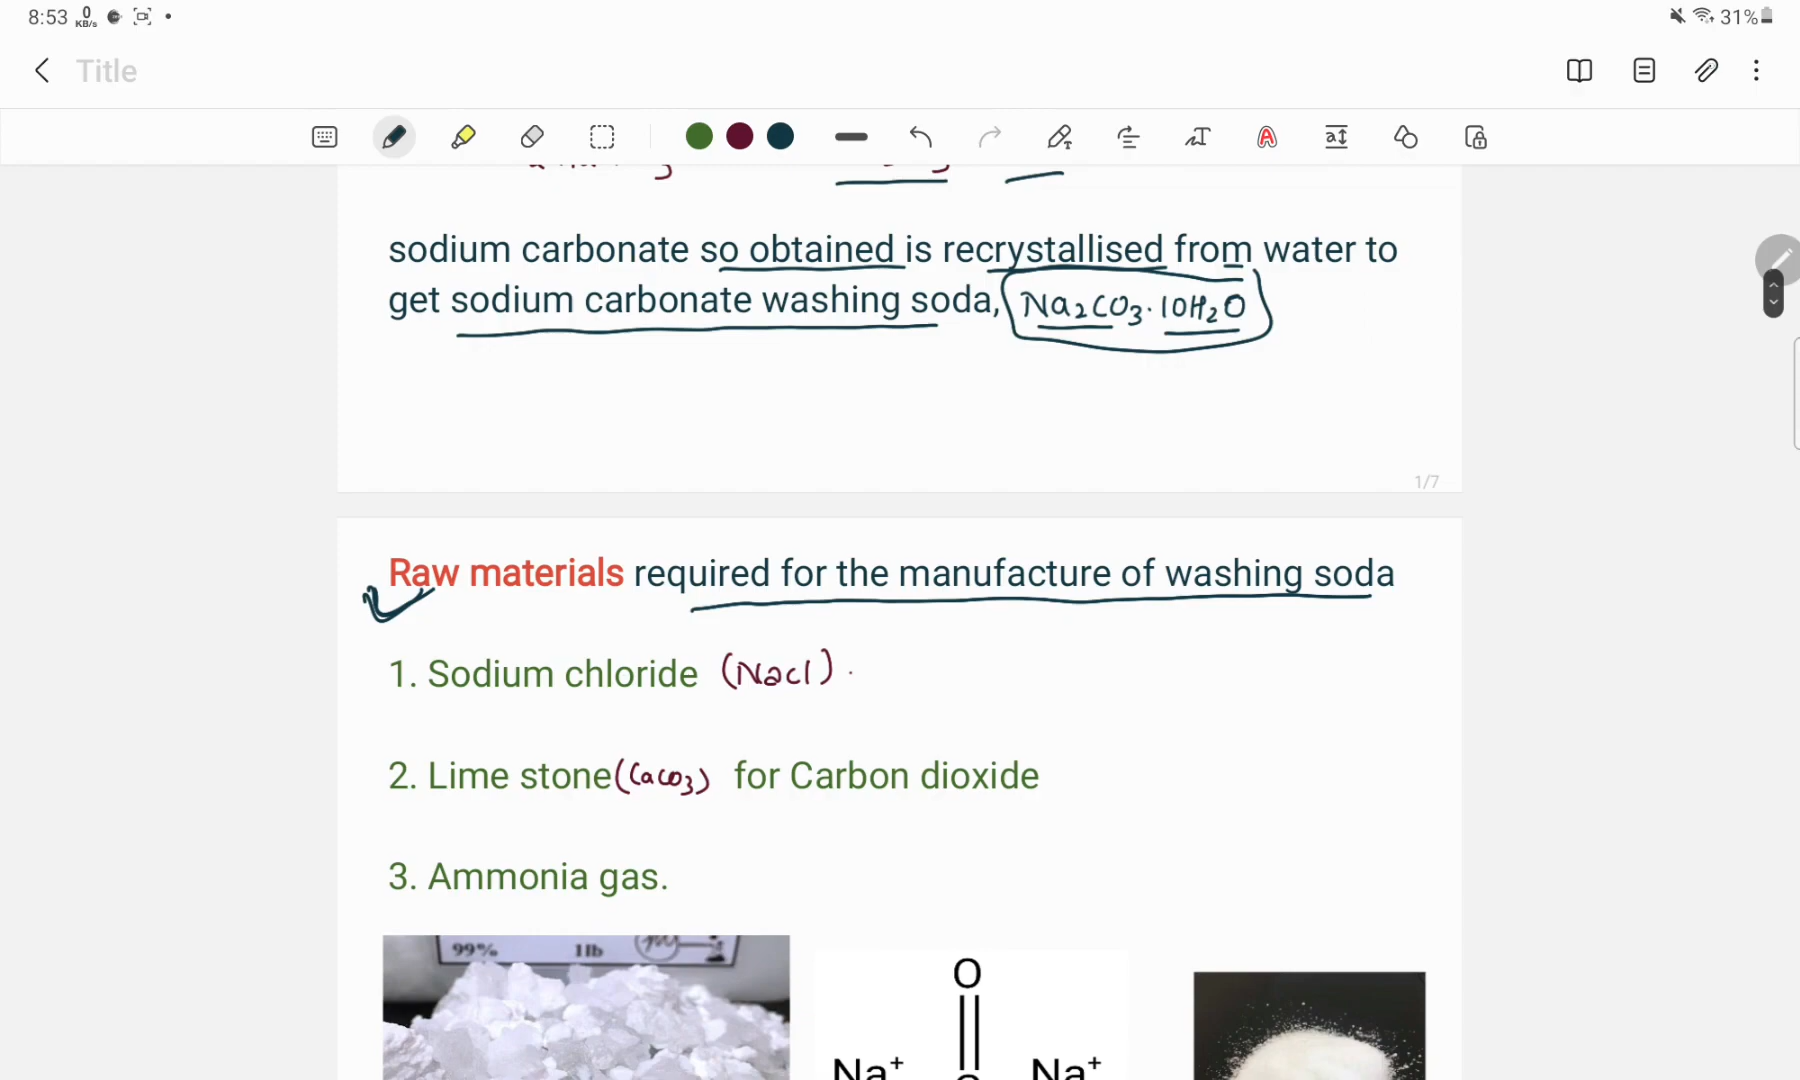 8:53 0 KB/s 31%
Title
sodium carbonate so obtained is recrystallised from water to
get sodium carbonate washing soda, Na2CO3·10H2O
1/7
Raw materials required for the manufacture of washing soda
1. Sodium chloride (Nacl)
2. Lime stone (CaCO3) for Carbon dioxide
3. Ammonia gas.
99% 1lb
O
Na+ Na+